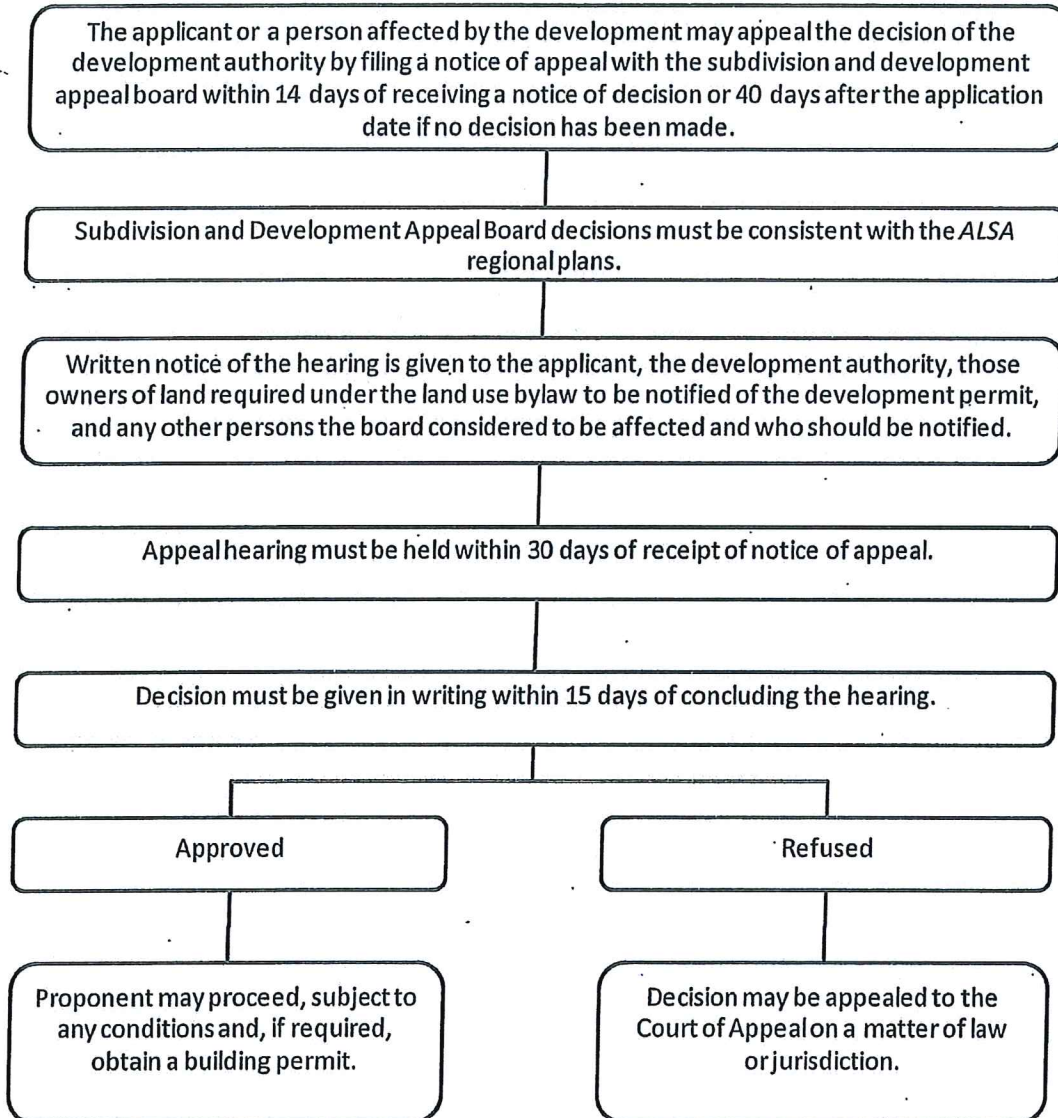 The applicant or a person affected by the development may appeal the decision of the
development authority by filing a notice of appeal with the subdivision and development
appeal board within 14 days of receiving a notice of decision or 40 days after the application
date if no decision has been made.
Subdivision and Development Appeal Board decisions must be consistent with the ALSA
regional plans.
Written notice of the hearing is given to the applicant, the development authority, those
owners of land required under the land use bylaw to be notified of the development permit,
and any other persons the board considered to be affected and who should be notified.
Appeal hearing must be held within 30 days of receipt of notice of appeal.
Decision must be given in writing within 15 days of concluding the hearing.
Approved
Refused
Proponent may proceed, subject to
any conditions and, if required,
obtain a building permit.
Decision may be appealed to the
Court of Appeal on a matter of law
or jurisdiction.